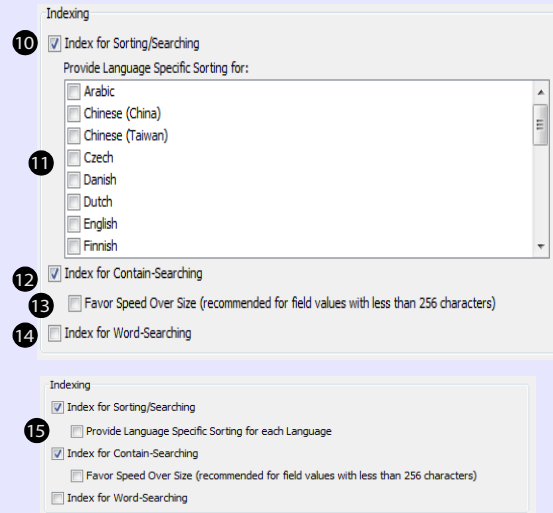 Indexing
10 Index for Sorting/Searching
Provide Language Specific Sorting for:
Arabic
Chinese (China)
Chinese (Taiwan)
11 Czech
Danish
Dutch
English
Finnish
12 Index for Contain-Searching
13 Favor Speed Over Size (recommended for field values with less than 256 characters)
14 Index for Word-Searching
Indexing
Index for Sorting/Searching
15 Provide Language Specific Sorting for each Language
Index for Contain-Searching
Favor Speed Over Size (recommended for field values with less than 256 characters)
Index for Word-Searching